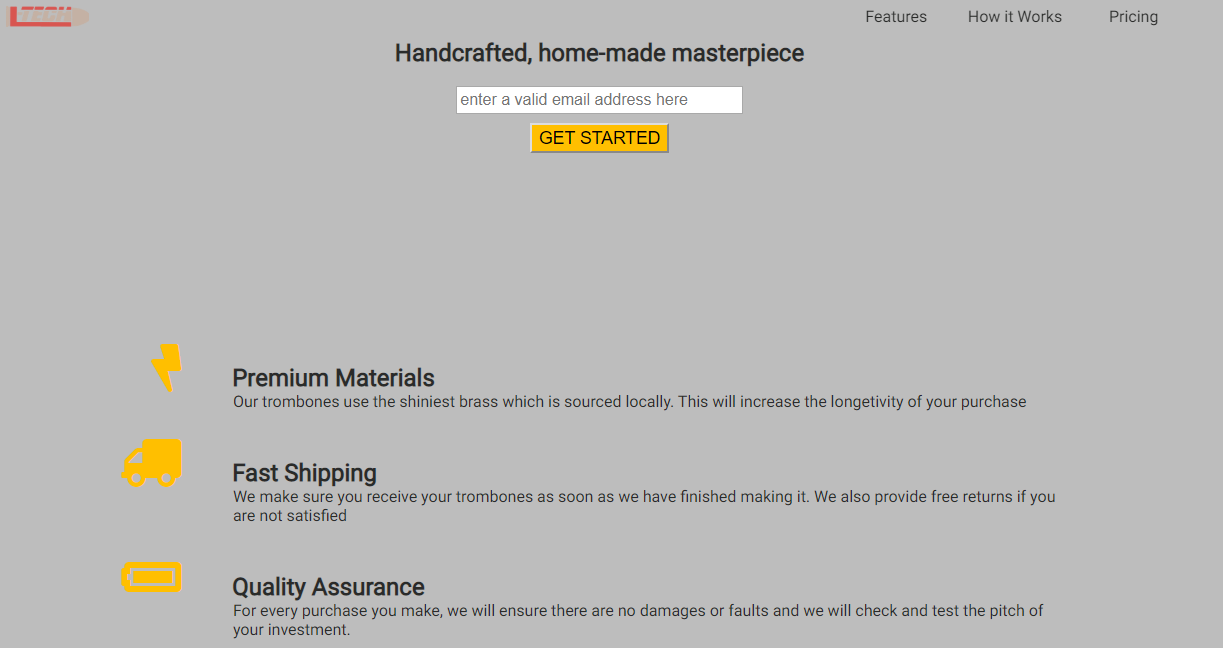 LTECH
Features How it Works Pricing
Handcrafted, home-made masterpiece
enter a valid email address here
GET STARTED
Premium Materials
Our trombones use the shiniest brass which is sourced locally. This will increase the longetivity of your purchase
Fast Shipping
We make sure you receive your trombones as soon as we have finished making it. We also provide free returns if you
are not satisfied
Quality Assurance
For every purchase you make, we will ensure there are no damages or faults and we will check and test the pitch of
your investment.